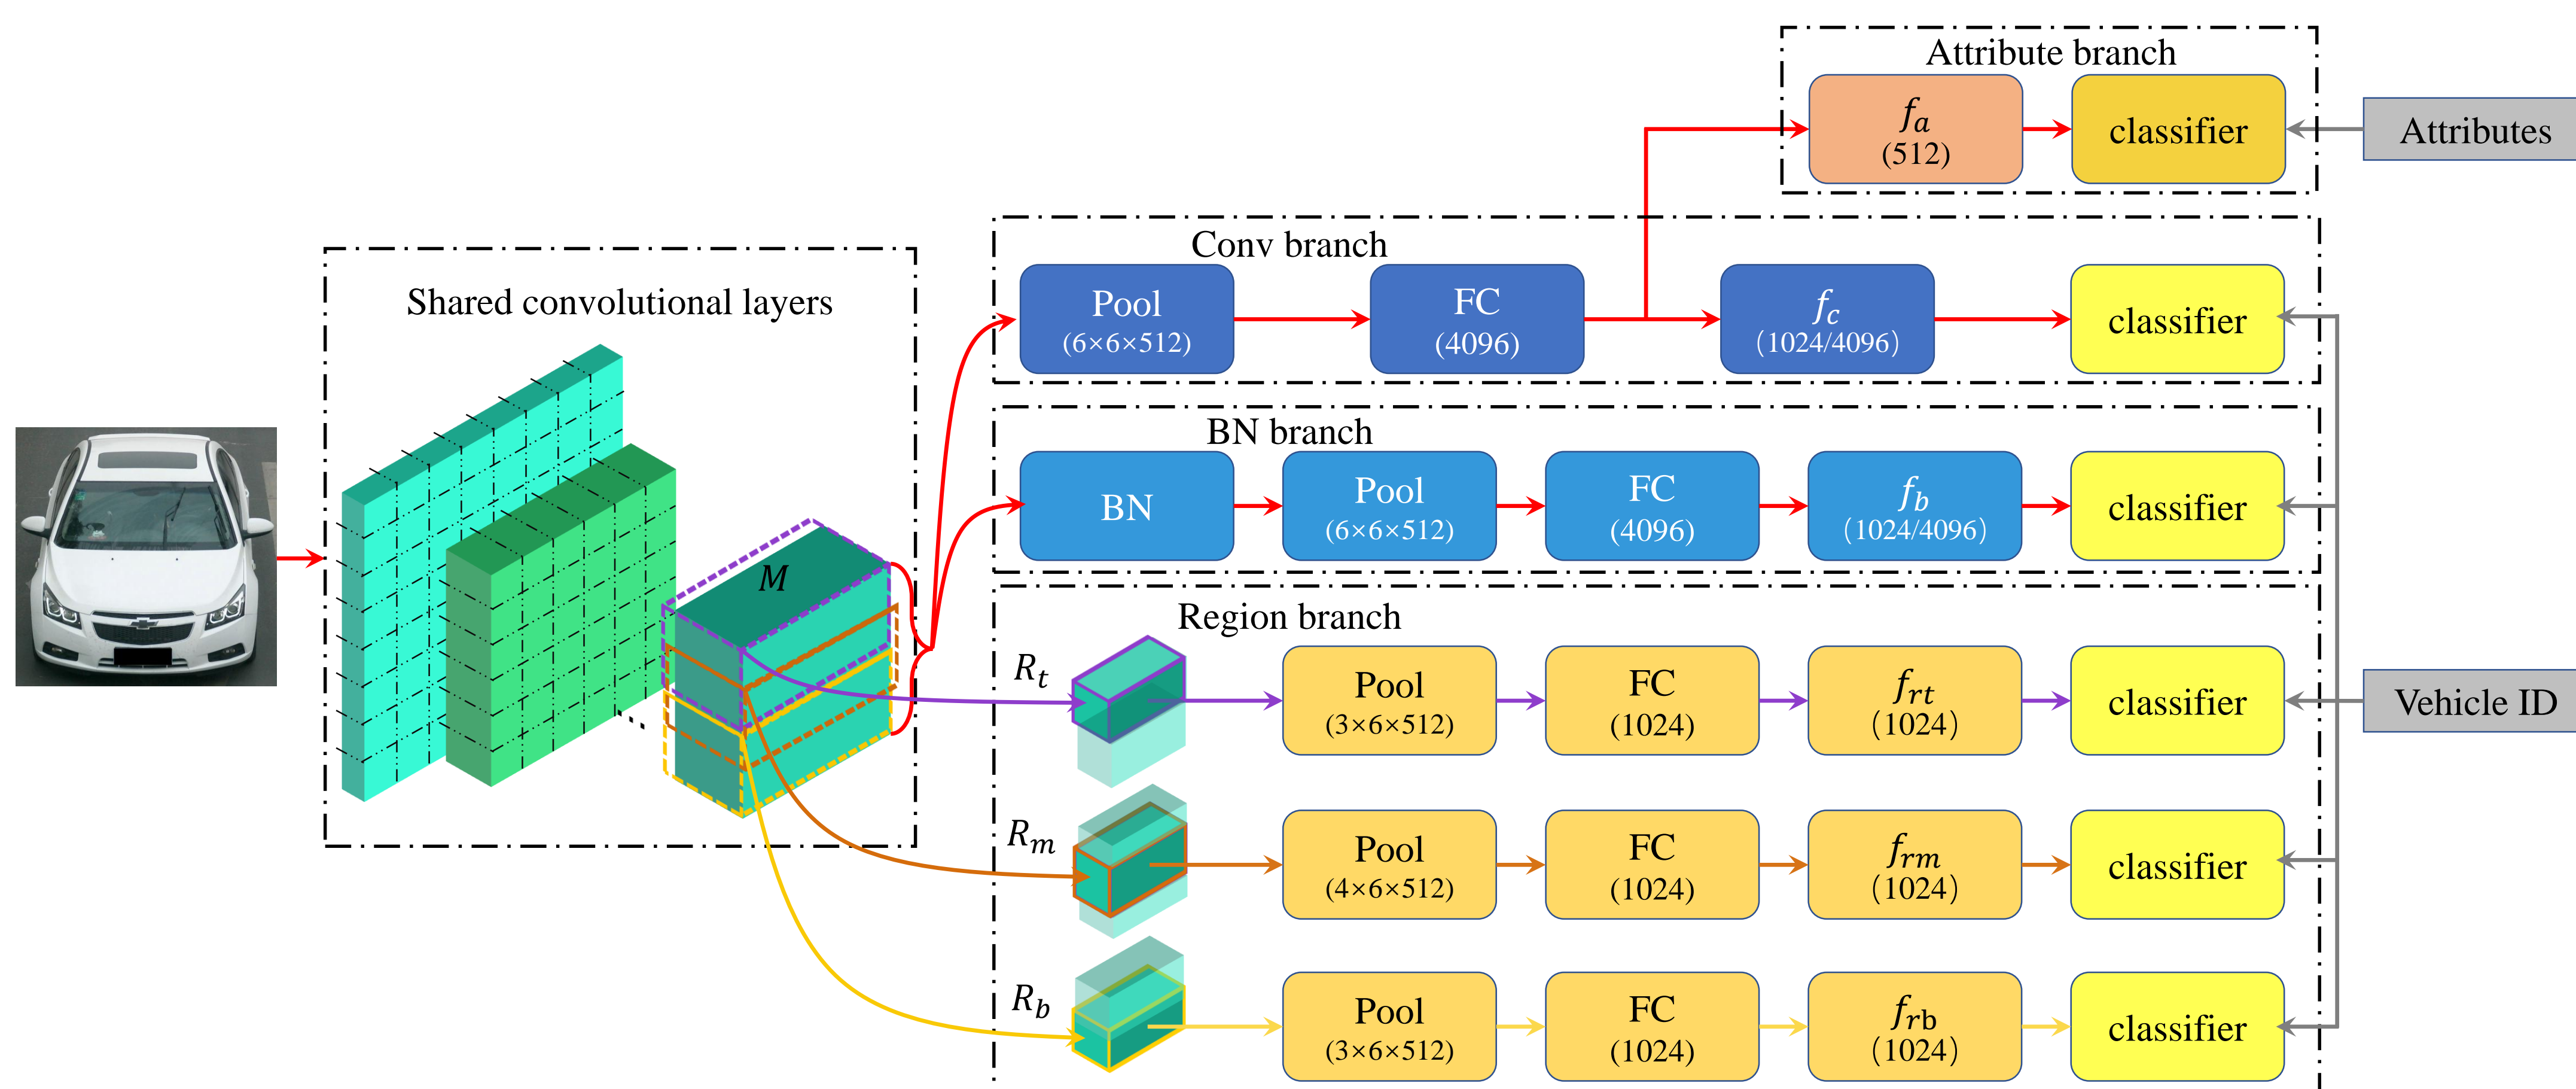 Attribute branch
f_a
(512)
classifier
Attributes
Conv branch
Pool
(6×6×512)
FC
(4096)
f_c
(1024/4096)
classifier
Shared convolutional layers
M
BN branch
BN
Pool
(6×6×512)
FC
(4096)
f_b
(1024/4096)
classifier
Region branch
R_t
Pool
(3×6×512)
FC
(1024)
f_rt
(1024)
classifier
Vehicle ID
R_m
Pool
(4×6×512)
FC
(1024)
f_rm
(1024)
classifier
R_b
Pool
(3×6×512)
FC
(1024)
f_rb
(1024)
classifier